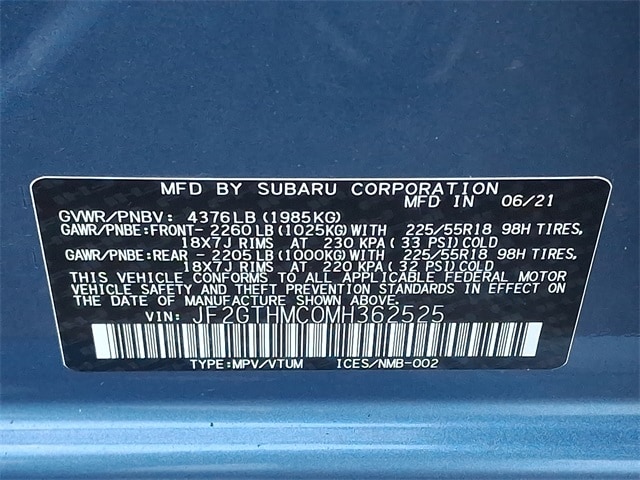 MFD BY SUBARU CORPORATION
MFD IN 06/21
GVWR/PNBV: 4376LB (1985KG)
GAWR/PNBE:FRONT- 2260LB (1025KG) WITH 225/55R18 98H TIRES,
18X7J RIMS AT 230 KPA ( 33 PSI) COLD
GAWR/PNBE:REAR - 2205LB (1000KG) WITH 225/55R18 98H TIRES,
18X7J RIMS AT 220 KPA ( 32 PSI) COLD
THIS VEHICLE CONFORMS TO ALL APPLICABLE FEDERAL MOTOR
VEHICLE SAFETY AND THEFT PREVENTION STANDARDS IN EFFECT
ON THE DATE OF MANUFACTURE SHOWN ABOVE.
VIN: JF2GTHMC0MH362525
TYPE:MPV/VTUM ICES/NMB-002